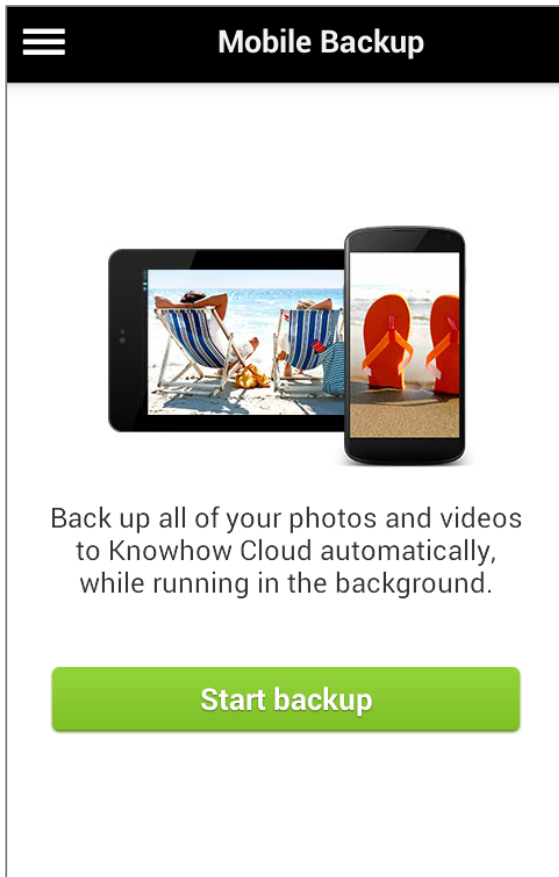 Mobile Backup
Back up all of your photos and videos
to Knowhow Cloud automatically,
while running in the background.
Start backup